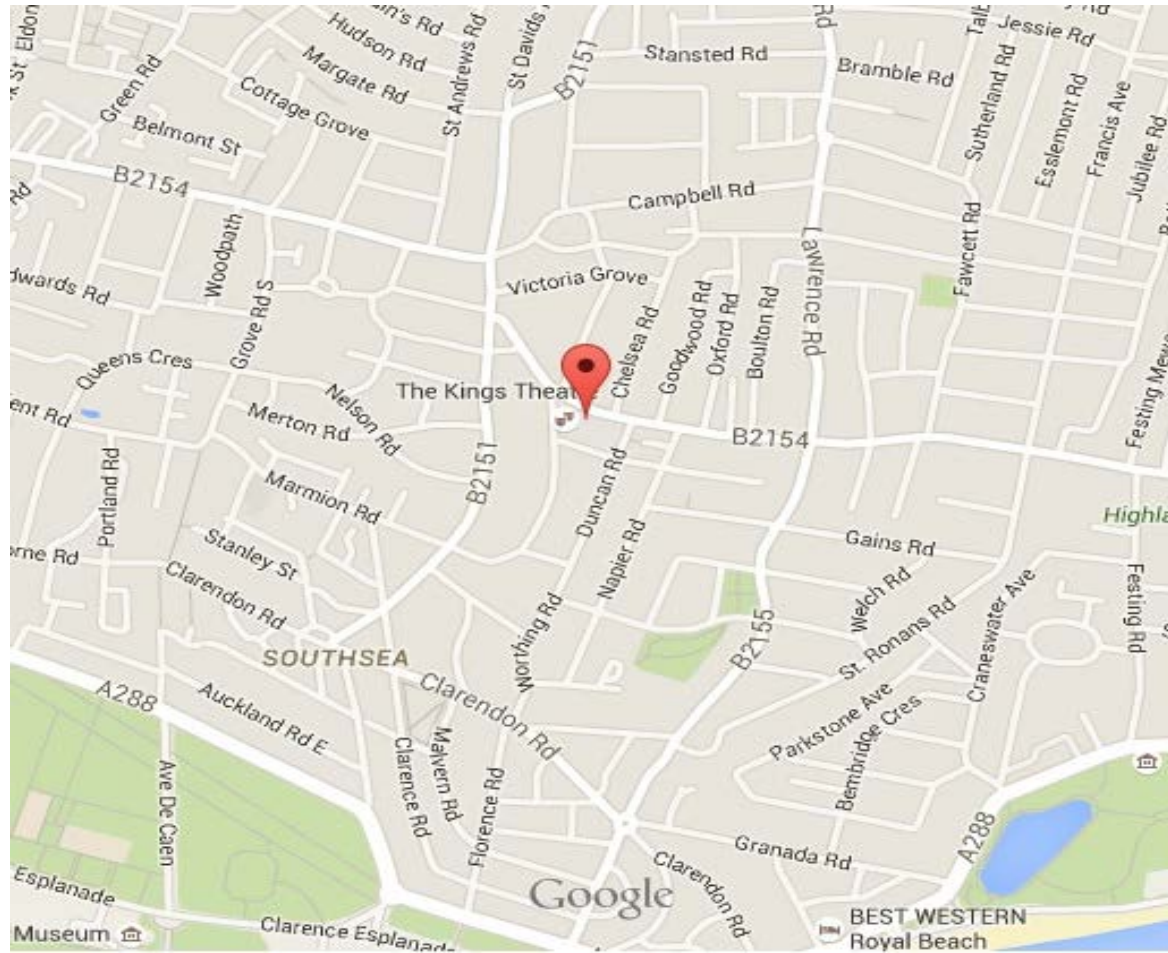 Hudson Rd
St Andrews Rd
St Davids Rd
B2151
Stansted Rd
Rd
Bramble Rd
Jessie Rd
Green Rd
Margate Rd
Cottage Grove
Sutherland Rd
Esslemont Rd
Francis Ave
Jubilee Rd
Belmont St
B2154
Campbell Rd
Woodpath
Victoria Grove
Lawrence Rd
Fawcett Rd
Grove Rd S
Queens Cres
Goodwood Rd
Oxford Rd
Boulton Rd
Chelsea Rd
The Kings Theat
Nelson Rd
Merton Rd
B2154
B2151
Portland Rd
Marmion Rd
Duncan Rd
Stanley St
Napier Rd
Gains Rd
Clarendon Rd
Welch Rd
Craneswater Ave
Festing Rd
Worthing Rd
St. Ronans Rd
B2155
SOUTHSEA
A288
Auckland Rd E
Clarendon Rd
Parkstone Ave
Bembridge Cres
Ave De Caen
Clarence Rd
Malvern Rd
Florence Rd
A288
Granada Rd
Clarendon Rd
Google
Esplanade
Museum
Clarence Esplanad
BEST WESTERN
Royal Beach